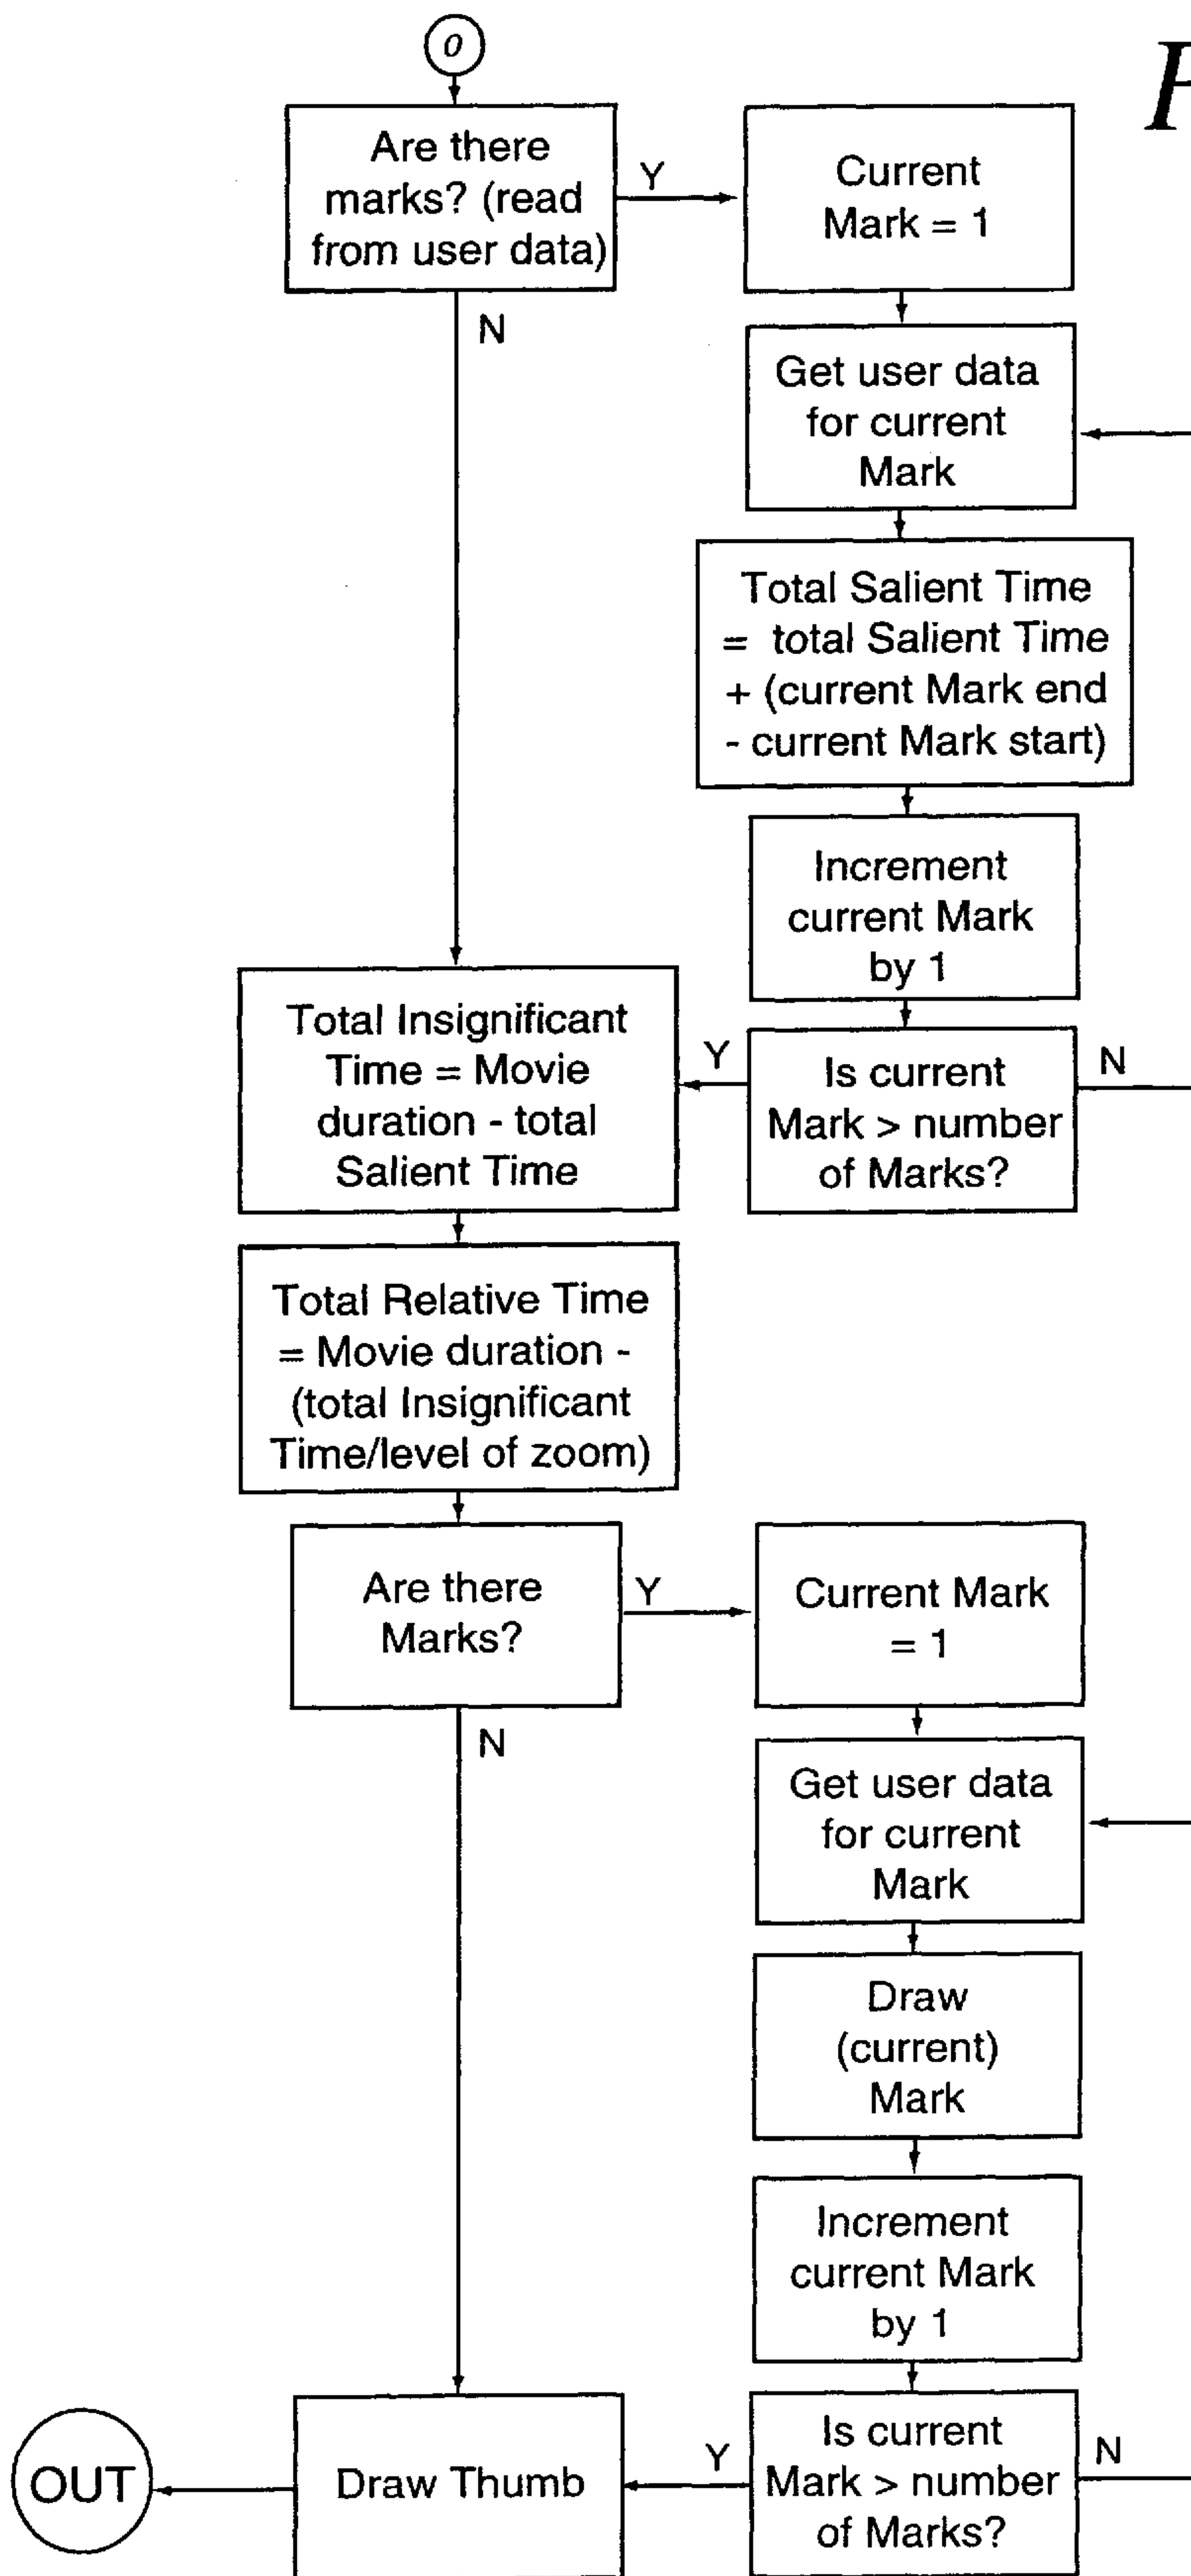 0
Are there
marks? (read
from user data)
Y
Current
Mark = 1
N
Get user data
for current
Mark
Total Salient Time
= total Salient Time
+ (current Mark end
- current Mark start)
Increment
current Mark
by 1
Total Insignificant
Time = Movie
duration - total
Salient Time
Y
Is current
Mark > number
of Marks?
N
Total Relative Time
= Movie duration -
(total Insignificant
Time/level of zoom)
Are there
Marks?
Y
Current Mark
= 1
N
Get user data
for current
Mark
Draw
(current)
Mark
Increment
current Mark
by 1
Is current
Mark > number
of Marks?
Y
N
Draw Thumb
OUT